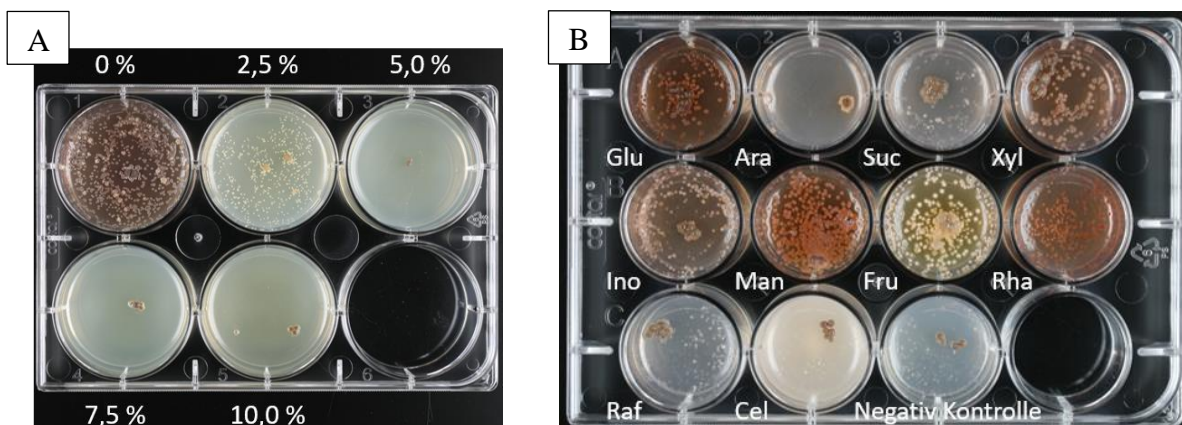 A
0 % 2,5 % 5,0 %
7,5 % 10,0 %
B
Glu Ara Suc Xyl
Ino Man Fru Rha
Raf Cel Negativ Kontrolle